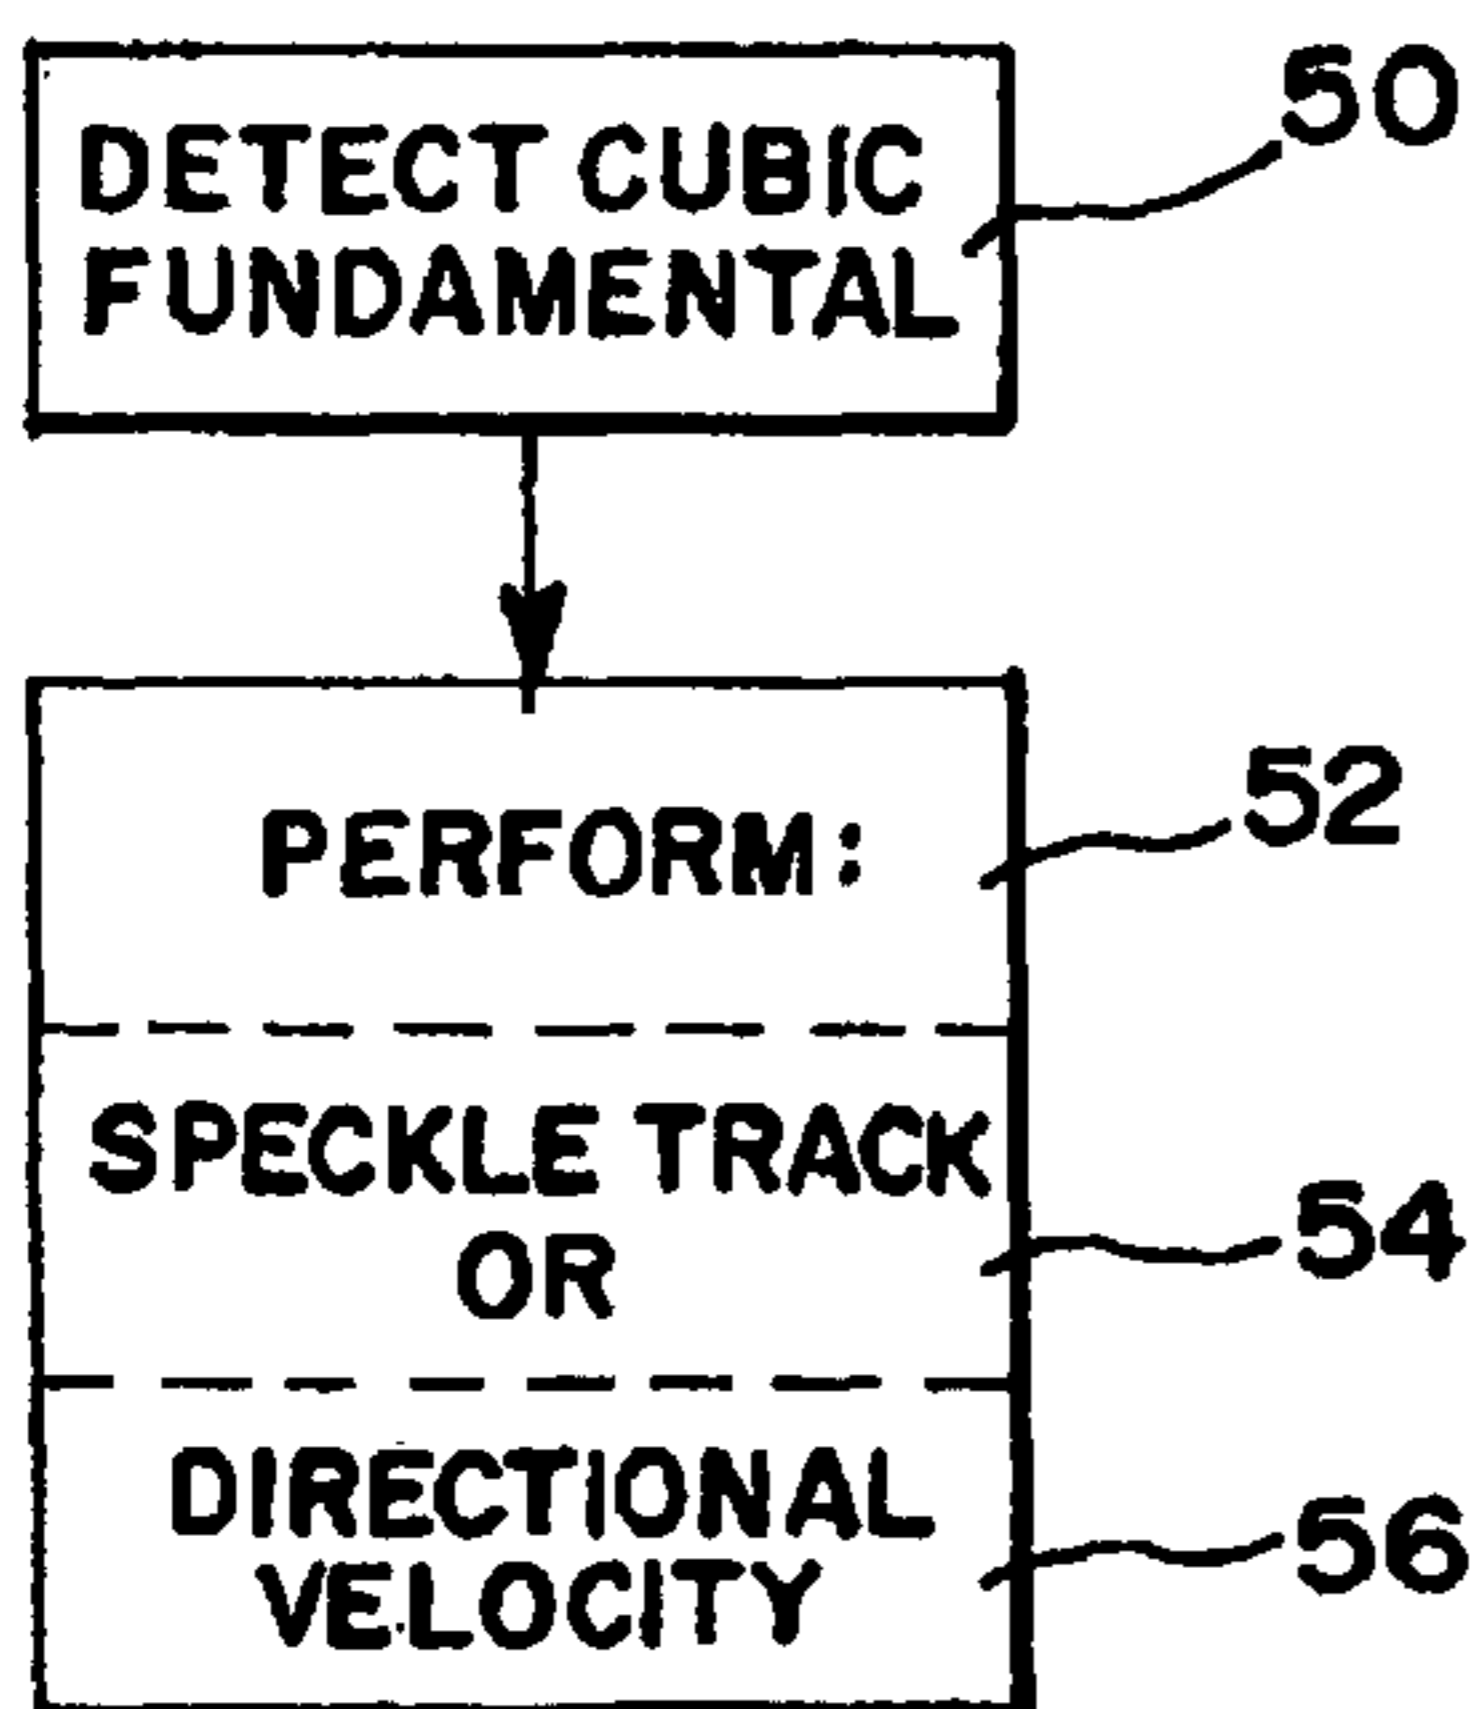 DETECT CUBIC
FUNDAMENTAL
50
PERFORM:
52
SPECKLE TRACK
OR
54
DIRECTIONAL
VELOCITY
56